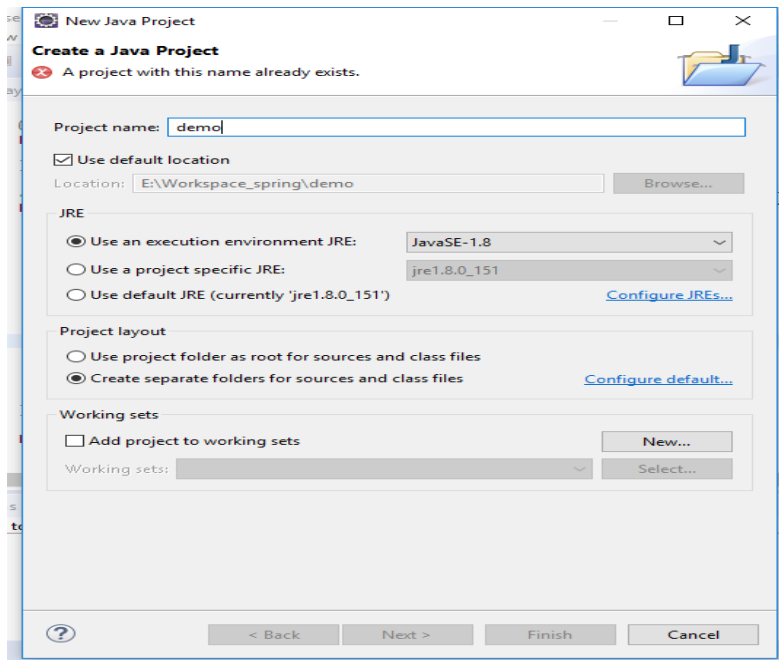 New Java Project
Create a Java Project
A project with this name already exists.
Project name: demo
Use default location
Location: E:\Workspace_spring\demo Browse...
JRE
Use an execution environment JRE: JavaSE-1.8
Use a project specific JRE: jre1.8.0_151
Use default JRE (currently 'jre1.8.0_151') Configure JREs...
Project layout
Use project folder as root for sources and class files
Create separate folders for sources and class files Configure default...
Working sets
Add project to working sets New...
Working sets: Select...
? < Back Next > Finish Cancel